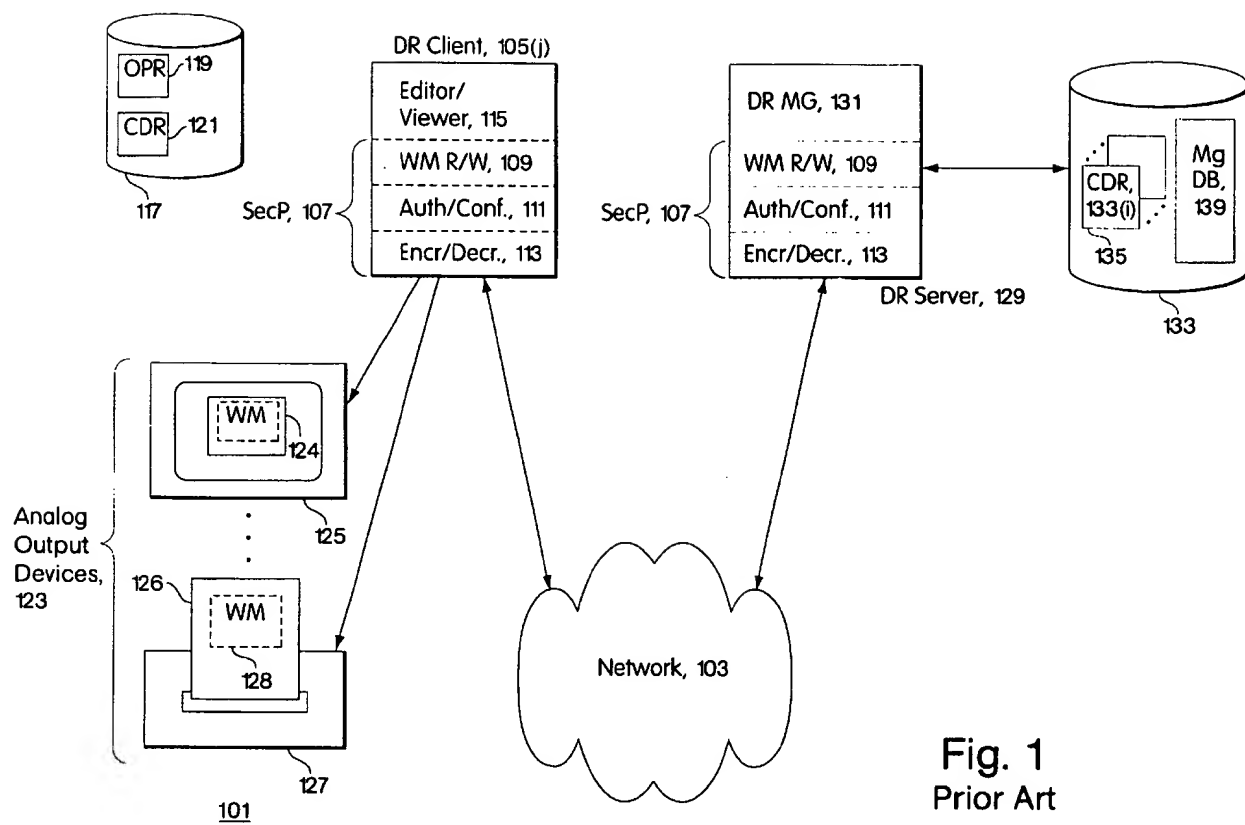 OPR
119
CDR
121
117
DR Client, 105(j)
Editor/
Viewer, 115
WM R/W, 109
Auth/Conf., 111
Encr/Decr., 113
SecP, 107
DR MG, 131
WM R/W, 109
Auth/Conf., 111
Encr/Decr., 113
SecP, 107
DR Server, 129
CDR,
133(i)
135
Mg
DB,
139
133
Analog
Output
Devices,
123
WM
124
125
126
WM
128
127
Network, 103
101
Fig. 1
Prior Art